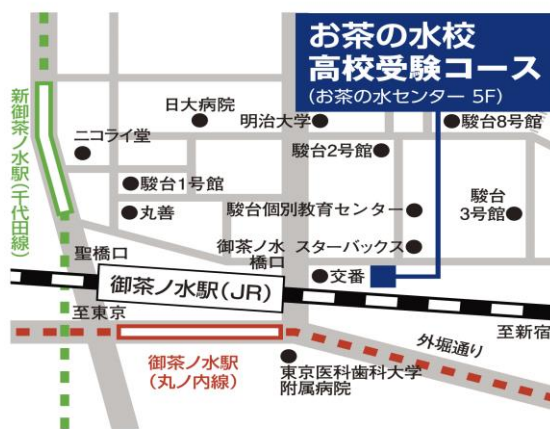 お茶の水校
高校受験コース
(お茶の水センター 5F)
新御茶ノ水駅(千代田線)
日大病院
明治大学
駿台8号館
ニコライ堂
駿台2号館
駿台1号館
丸善
駿台個別教育センター
駿台
3号館
御茶ノ水
橋口
スターバックス
聖橋口
交番
御茶ノ水駅(JR)
至東京
至新宿
御茶ノ水駅
(丸ノ内線)
外堀通り
東京医科歯科大学
附属病院